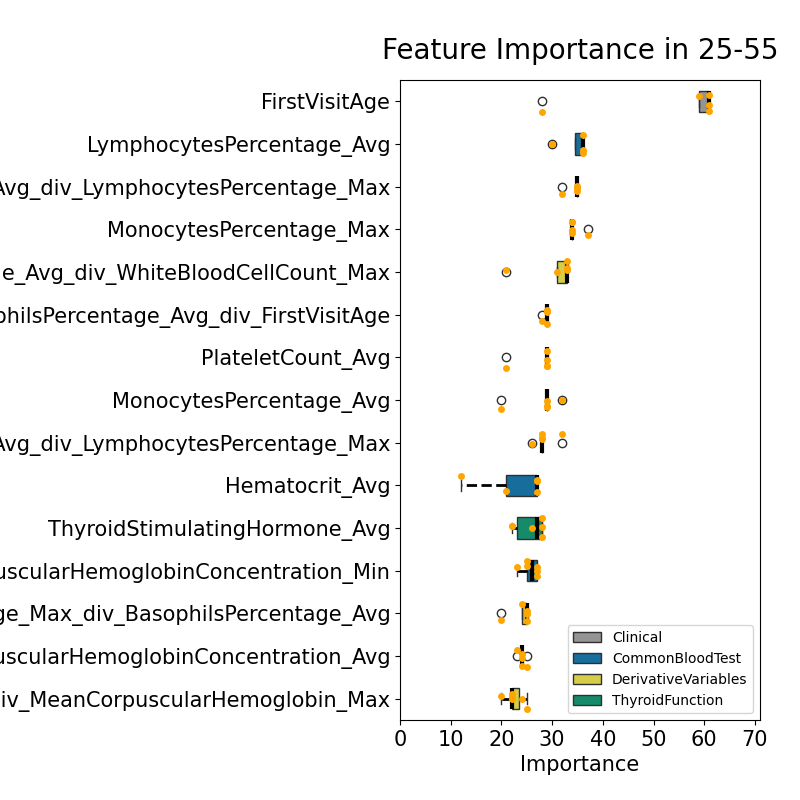 Feature Importance in 25-55
FirstVisitAge
LymphocytesPercentage_Avg
Avg_div_LymphocytesPercentage_Max
MonocytesPercentage_Max
e_Avg_div_WhiteBloodCellCount_Max
philsPercentage_Avg_div_FirstVisitAge
PlateletCount_Avg
MonocytesPercentage_Avg
Avg_div_LymphocytesPercentage_Max
Hematocrit_Avg
ThyroidStimulatingHormone_Avg
uscularHemoglobinConcentration_Min
ge_Max_div_BasophilsPercentage_Avg
uscularHemoglobinConcentration_Avg
iv_MeanCorpuscularHemoglobin_Max
Clinical
CommonBloodTest
DerivativeVariables
ThyroidFunction
0 10 20 30 40 50 60 70
Importance